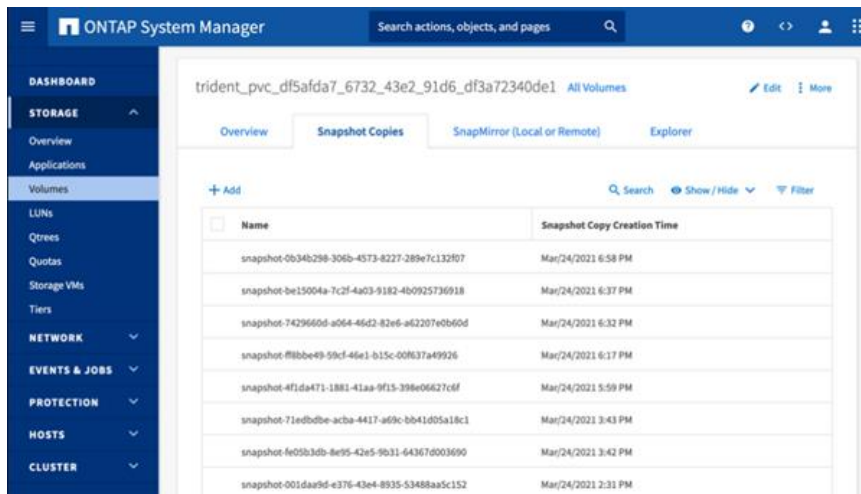 ONTAP System Manager
Search actions, objects, and pages
DASHBOARD
STORAGE
Overview
Applications
Volumes
LUNs
Qtrees
Quotas
Storage VMs
Tiers
NETWORK
EVENTS & JOBS
PROTECTION
HOSTS
CLUSTER
trident_pvc_df5afda7_6732_43e2_91d6_df3a72340de1 All Volumes
Edit More
Overview Snapshot Copies SnapMirror (Local or Remote) Explorer
Add Search Show / Hide Filter
Name Snapshot Copy Creation Time
snapshot-0b34b298-306b-4573-8227-289e7c132f07 Mar/24/2021 6:58 PM
snapshot-be15004a-7c2f-4a03-9182-4b0925736918 Mar/24/2021 6:37 PM
snapshot-7429660d-a064-46d2-82e6-a62207e0b60d Mar/24/2021 6:32 PM
snapshot-ff8bbe49-59cf-46e1-b15c-00f637a49926 Mar/24/2021 6:17 PM
snapshot-4f1da471-1881-41aa-9f15-398e06627c6f Mar/24/2021 5:59 PM
snapshot-71edbdbe-acba-4417-a69c-bb41d05a18c1 Mar/24/2021 3:43 PM
snapshot-fe05b3db-8e95-42e5-9b31-64367d003690 Mar/24/2021 3:42 PM
snapshot-001daa9d-e376-43e4-8935-53488aa5c152 Mar/24/2021 2:31 PM